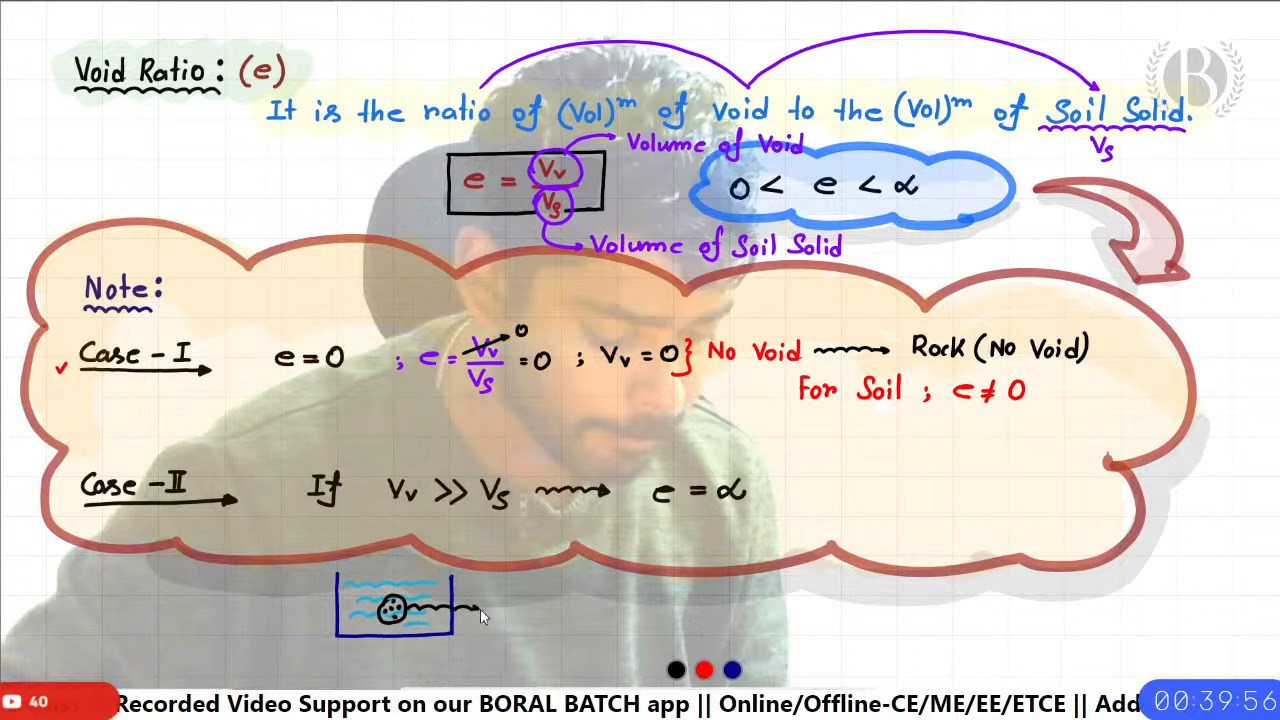 Void Ratio: (e)
It is the ratio of (Vol)ᵐ of void to the (Vol)ᵐ of Soil Solid.
Vₛ
Volume of Void
e = Vᵥ/Vₛ
0 < e < α
Volume of Soil Solid
Note:
Case - I e = 0 ; e = Vᵥ/Vₛ = 0 ; Vᵥ = 0} No Void Rock (No Void)
0
For Soil ; e ≠ 0
Case - II If Vᵥ >> Vₛ e = α
B
40
Recorded Video Support on our BORAL BATCH app || Online/Offline-CE/ME/EE/ETCE || Add
00:39:56